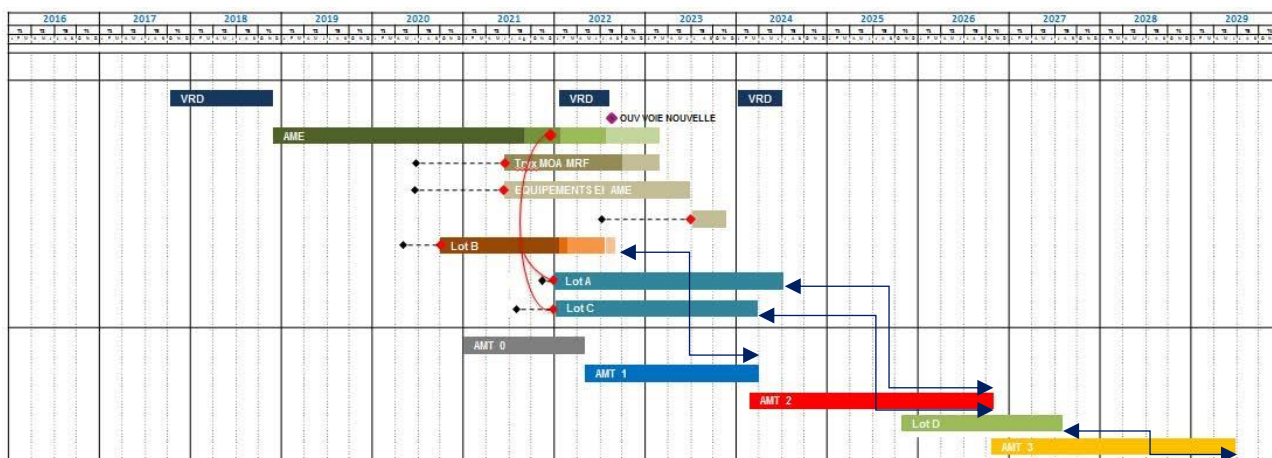 2016 2017 2018 2019 2020 2021 2022 2023 2024 2025 2026 2027 2028 2029
VRD VRD VRD
OUV VOIE NOUVELLE
AME
Trvx MOA MRF
EQUIPEMENTS EI AME
Lot B
Lot A
Lot C
AMT 0
AMT 1
AMT 2
Lot D
AMT 3